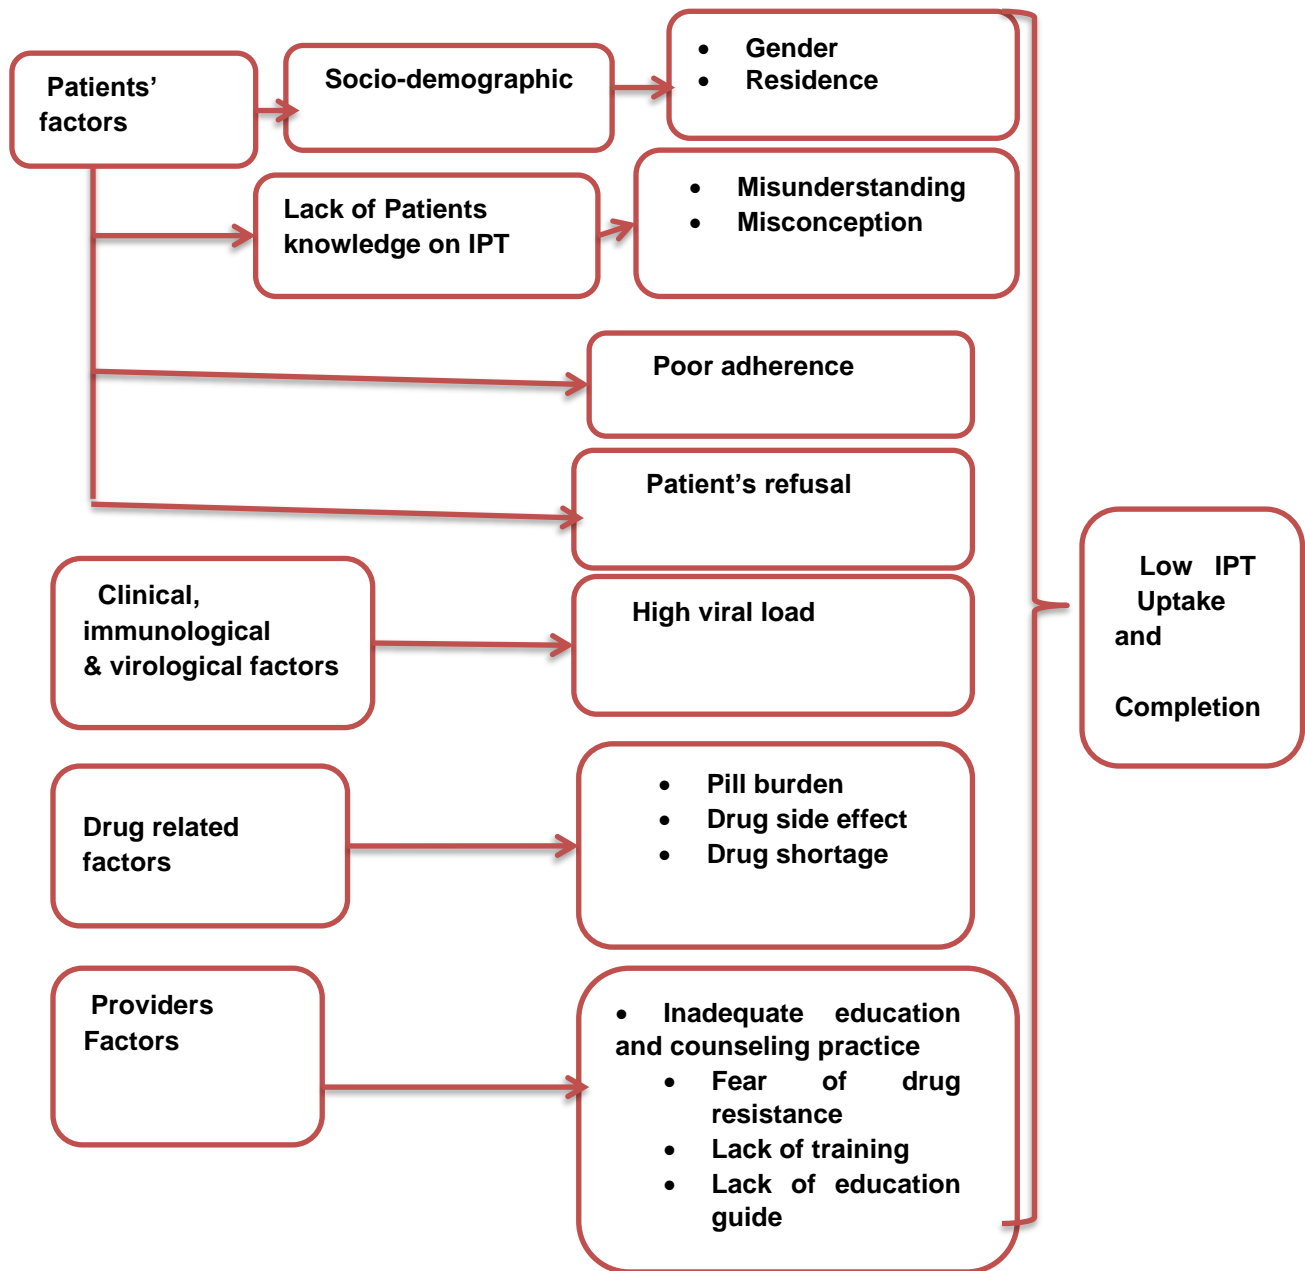 Patients’
factors
Socio-demographic
• Gender
• Residence
Lack of Patients
knowledge on IPT
• Misunderstanding
• Misconception
Poor adherence
Patient’s refusal
Clinical,
immunological
& virological factors
High viral load
Low IPT
Uptake
and
Completion
Drug related
factors
• Pill burden
• Drug side effect
• Drug shortage
Providers
Factors
• Inadequate education
and counseling practice
• Fear of drug
resistance
• Lack of training
• Lack of education
guide